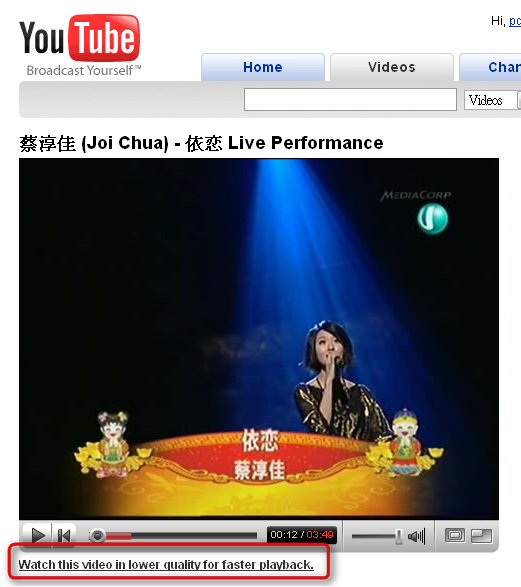 YouTube
Broadcast Yourself™
Hi,
Home
Videos
Videos
蔡淳佳 (Joi Chua) - 依恋 Live Performance
MEDIACORP
依恋
蔡淳佳
00:12 / 03:49
Watch this video in lower quality for faster playback.